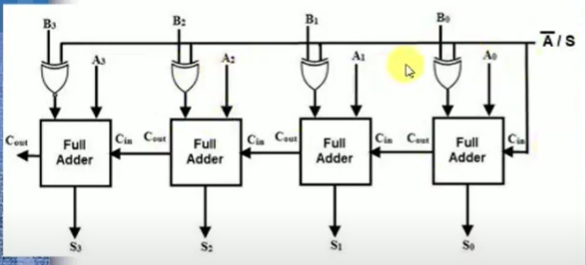 B3 B2 B1 B0
A̅ / S
A3 A2 A1 A0
Cout Cin Cout Cin Cout Cin Cout Cin
Full Full Full Full
Adder Adder Adder Adder
S3 S2 S1 S0